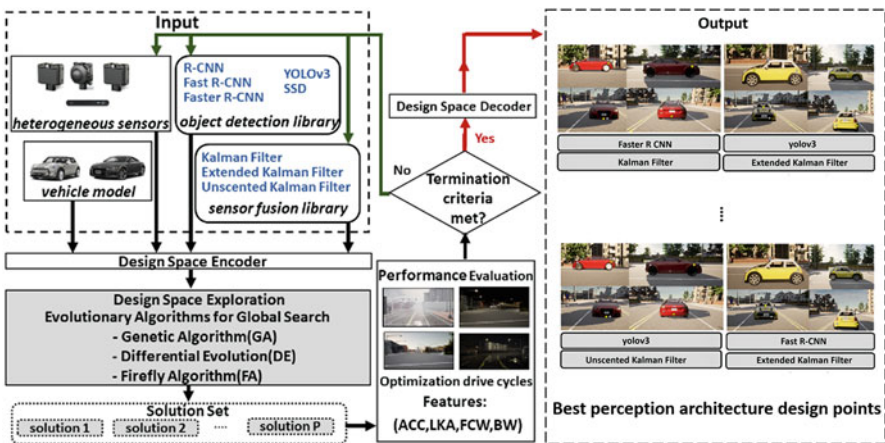 Input
heterogeneous sensors
vehicle model
R-CNN
Fast R-CNN
Faster R-CNN
YOLOv3
SSD
object detection library
Kalman Filter
Extended Kalman Filter
Unscented Kalman Filter
sensor fusion library
Design Space Encoder
Design Space Exploration
Evolutionary Algorithms for Global Search
- Genetic Algorithm(GA)
- Differential Evolution(DE)
- Firefly Algorithm(FA)
Solution Set
solution 1
solution 2
....
solution P
Performance Evaluation
Optimization drive cycles
Features:
(ACC,LKA,FCW,BW)
Termination
criteria
met?
No
Yes
Design Space Decoder
Output
Faster R CNN
yolov3
Kalman Filter
Extended Kalman Filter
yolov3
Fast R-CNN
Unscented Kalman Filter
Extended Kalman Filter
Best perception architecture design points